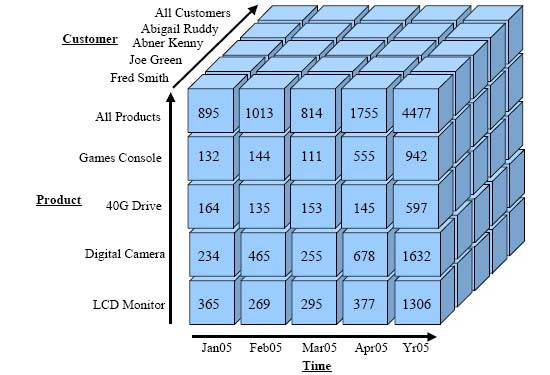 All Customers
Abigail Ruddy
Customer
Abner Kenny
Joe Green
Fred Smith
All Products 895 1013 814 1755 4477
Games Console 132 144 111 555 942
Product
40G Drive 164 135 153 145 597
Digital Camera 234 465 255 678 1632
LCD Monitor 365 269 295 377 1306
Jan05 Feb05 Mar05 Apr05 Yr05
Time